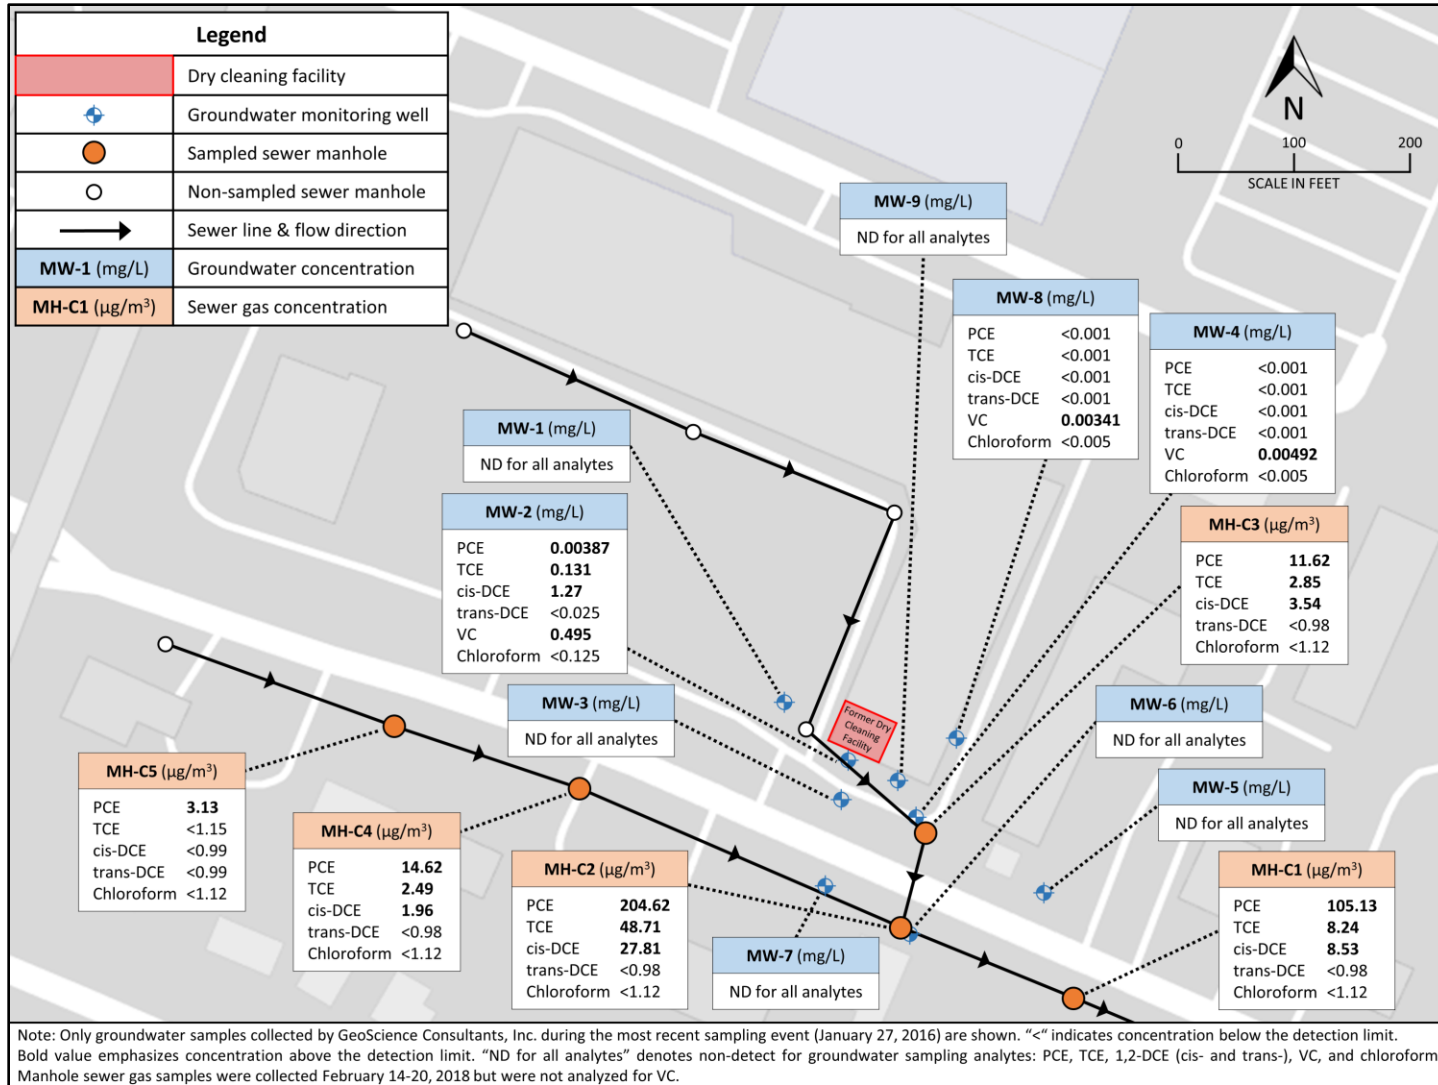 Legend
Dry cleaning facility
Groundwater monitoring well
Sampled sewer manhole
Non-sampled sewer manhole
Sewer line & flow direction
MW-1 (mg/L) Groundwater concentration
MH-C1 (µg/m³) Sewer gas concentration
N
0 100 200
SCALE IN FEET
MW-9 (mg/L)
ND for all analytes
MW-8 (mg/L)
PCE <0.001
TCE <0.001
cis-DCE <0.001
trans-DCE <0.001
VC 0.00341
Chloroform <0.005
MW-4 (mg/L)
PCE <0.001
TCE <0.001
cis-DCE <0.001
trans-DCE <0.001
VC 0.00492
Chloroform <0.005
MW-1 (mg/L)
ND for all analytes
MW-2 (mg/L)
PCE 0.00387
TCE 0.131
cis-DCE 1.27
trans-DCE <0.025
VC 0.495
Chloroform <0.125
MH-C3 (µg/m³)
PCE 11.62
TCE 2.85
cis-DCE 3.54
trans-DCE <0.98
Chloroform <1.12
MW-3 (mg/L)
ND for all analytes
Former Dry
Cleaning
Facility
MW-6 (mg/L)
ND for all analytes
MH-C5 (µg/m³)
PCE 3.13
TCE <1.15
cis-DCE <0.99
trans-DCE <0.99
Chloroform <1.12
MH-C4 (µg/m³)
PCE 14.62
TCE 2.49
cis-DCE 1.96
trans-DCE <0.98
Chloroform <1.12
MH-C2 (µg/m³)
PCE 204.62
TCE 48.71
cis-DCE 27.81
trans-DCE <0.98
Chloroform <1.12
MW-7 (mg/L)
ND for all analytes
MW-5 (mg/L)
ND for all analytes
MH-C1 (µg/m³)
PCE 105.13
TCE 8.24
cis-DCE 8.53
trans-DCE <0.98
Chloroform <1.12
Note: Only groundwater samples collected by GeoScience Consultants, Inc. during the most recent sampling event (January 27, 2016) are shown. “<“ indicates concentration below the detection limit.
Bold value emphasizes concentration above the detection limit. “ND for all analytes” denotes non-detect for groundwater sampling analytes: PCE, TCE, 1,2-DCE (cis- and trans-), VC, and chloroform
Manhole sewer gas samples were collected February 14-20, 2018 but were not analyzed for VC.